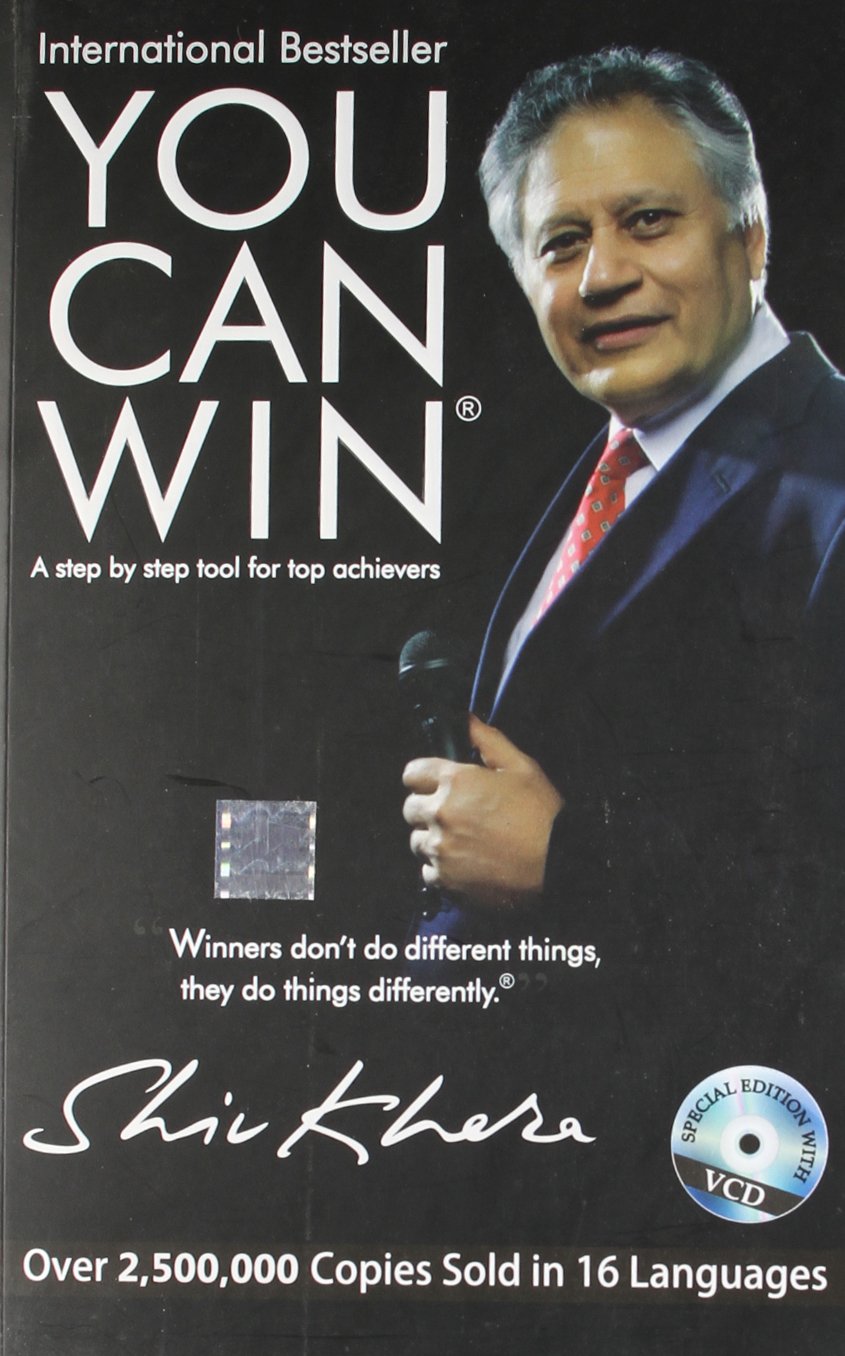 International Bestseller
YOU
CAN
WIN®
A step by step tool for top achievers
“Winners don’t do different things,
they do things differently.®”
Shiv Khera
SPECIAL EDITION WITH
VCD
Over 2,500,000 Copies Sold in 16 Languages